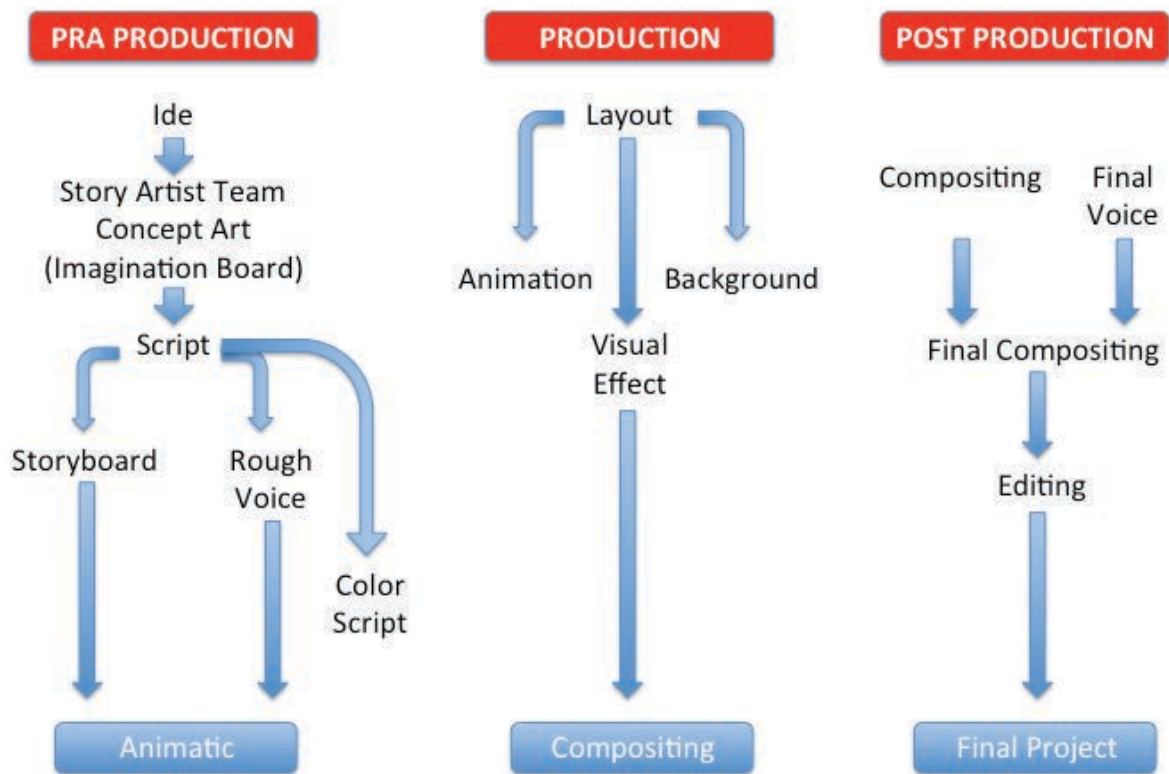 PRA PRODUCTION
Ide
Story Artist Team
Concept Art
(Imagination Board)
Script
Storyboard
Rough
Voice
Color
Script
Animatic
PRODUCTION
Layout
Animation
Background
Visual
Effect
Compositing
POST PRODUCTION
Compositing
Final
Voice
Final Compositing
Editing
Final Project